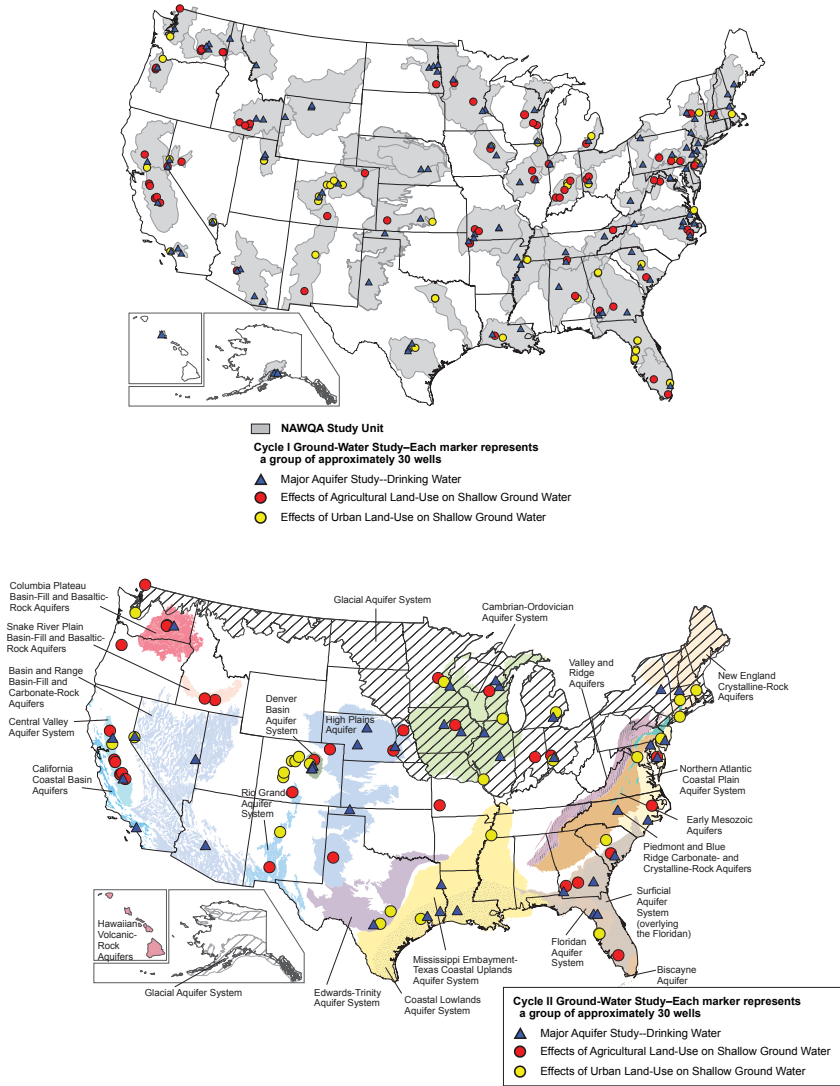 NAWQA Study Unit
Cycle I Ground-Water Study–Each marker represents
a group of approximately 30 wells
Major Aquifer Study--Drinking Water
Effects of Agricultural Land-Use on Shallow Ground Water
Effects of Urban Land-Use on Shallow Ground Water
Columbia Plateau
Basin-Fill and Basaltic-
Rock Aquifers
Snake River Plain
Basin-Fill and Basaltic-
Rock Aquifers
Basin and Range
Basin-Fill and
Carbonate-Rock
Aquifers
Central Valley
Aquifer System
California
Coastal Basin
Aquifers
Glacial Aquifer System
Cambrian-Ordovician
Aquifer System
Valley and
Ridge
Aquifers
New England
Crystalline-Rock
Aquifers
Denver
Basin
Aquifer
System
High Plains
Aquifer
Rio Grande
Aquifer
System
Northern Atlantic
Coastal Plain
Aquifer System
Early Mesozoic
Aquifers
Piedmont and Blue
Ridge Carbonate- and
Crystalline-Rock Aquifers
Surficial
Aquifer
System
(overlying
the Floridan)
Floridan
Aquifer
System
Biscayne
Aquifer
Hawaiian
Volcanic-
Rock
Aquifers
Glacial Aquifer System
Edwards-Trinity
Aquifer System
Mississippi Embayment-
Texas Coastal Uplands
Aquifer System
Coastal Lowlands
Aquifer System
Cycle II Ground-Water Study–Each marker represents
a group of approximately 30 wells
Major Aquifer Study--Drinking Water
Effects of Agricultural Land-Use on Shallow Ground Water
Effects of Urban Land-Use on Shallow Ground Water